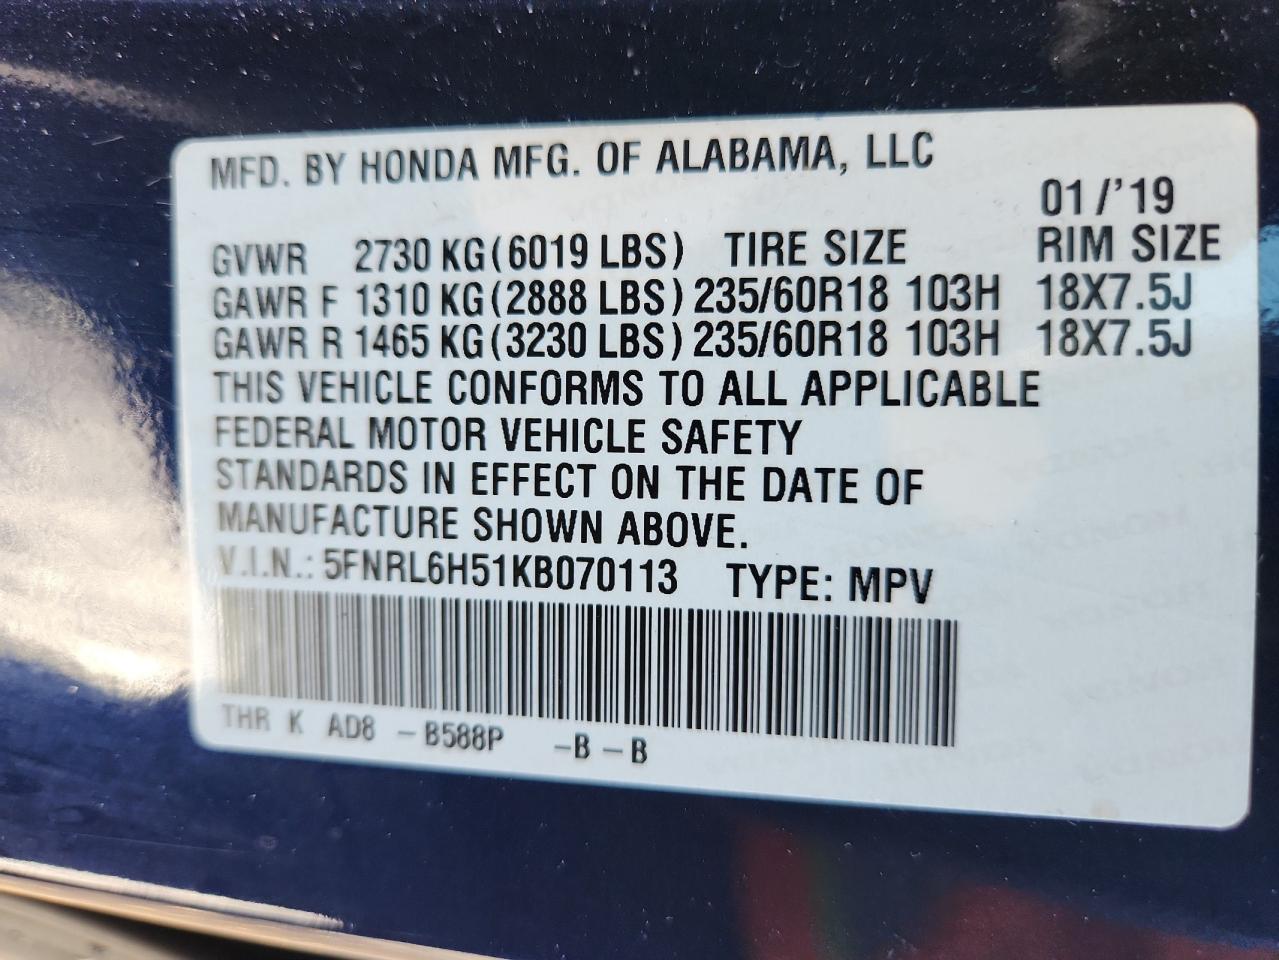 MFD. BY HONDA MFG. OF ALABAMA, LLC
01/'19
GVWR 2730 KG(6019 LBS) TIRE SIZE RIM SIZE
GAWR F 1310 KG(2888 LBS) 235/60R18 103H 18X7.5J
GAWR R 1465 KG(3230 LBS) 235/60R18 103H 18X7.5J
THIS VEHICLE CONFORMS TO ALL APPLICABLE
FEDERAL MOTOR VEHICLE SAFETY
STANDARDS IN EFFECT ON THE DATE OF
MANUFACTURE SHOWN ABOVE.
V.I.N.: 5FNRL6H51KB070113 TYPE: MPV
THR K AD8 -B588P -B-B